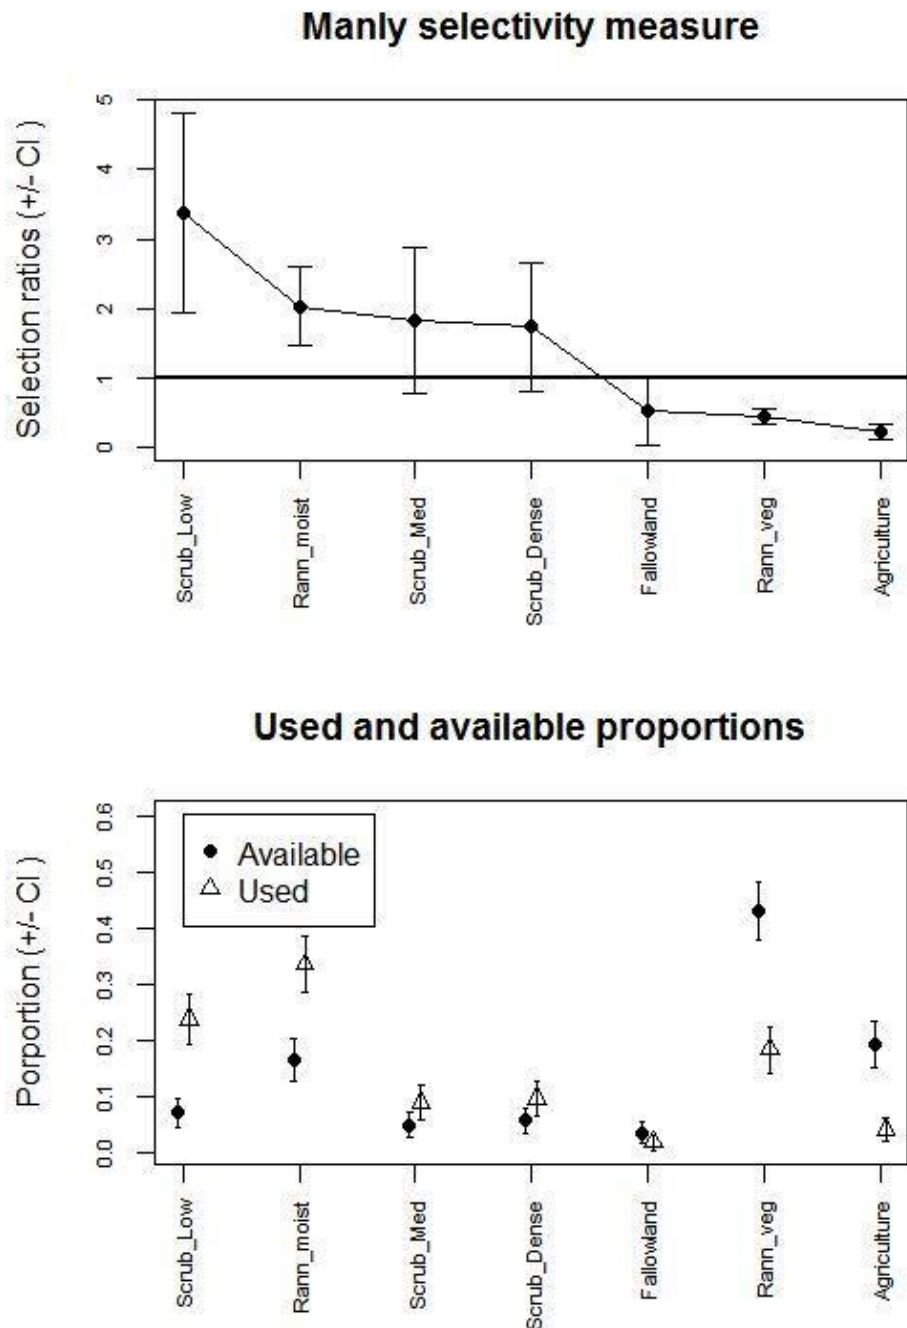 Manly selectivity measure
Selection ratios (+/- CI )
5
4
3
2
1
0
Scrub_Low
Rann_moist
Scrub_Med
Scrub_Dense
Fallowland
Rann_veg
Agriculture
Used and available proportions
Porportion (+/- CI )
0.6
0.5
0.4
0.3
0.2
0.1
0.0
Available
Used
Scrub_Low
Rann_moist
Scrub_Med
Scrub_Dense
Fallowland
Rann_veg
Agriculture